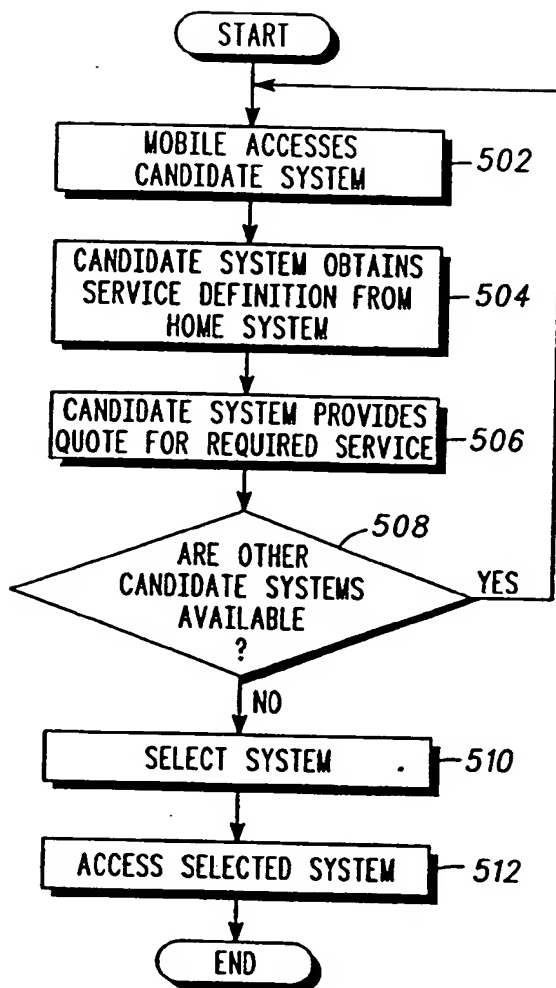 START
MOBILE ACCESSES
CANDIDATE SYSTEM
502
CANDIDATE SYSTEM OBTAINS
SERVICE DEFINITION FROM
HOME SYSTEM
504
CANDIDATE SYSTEM PROVIDES
QUOTE FOR REQUIRED SERVICE
506
508
ARE OTHER
CANDIDATE SYSTEMS
AVAILABLE
?
YES
NO
SELECT SYSTEM
510
ACCESS SELECTED SYSTEM
512
END